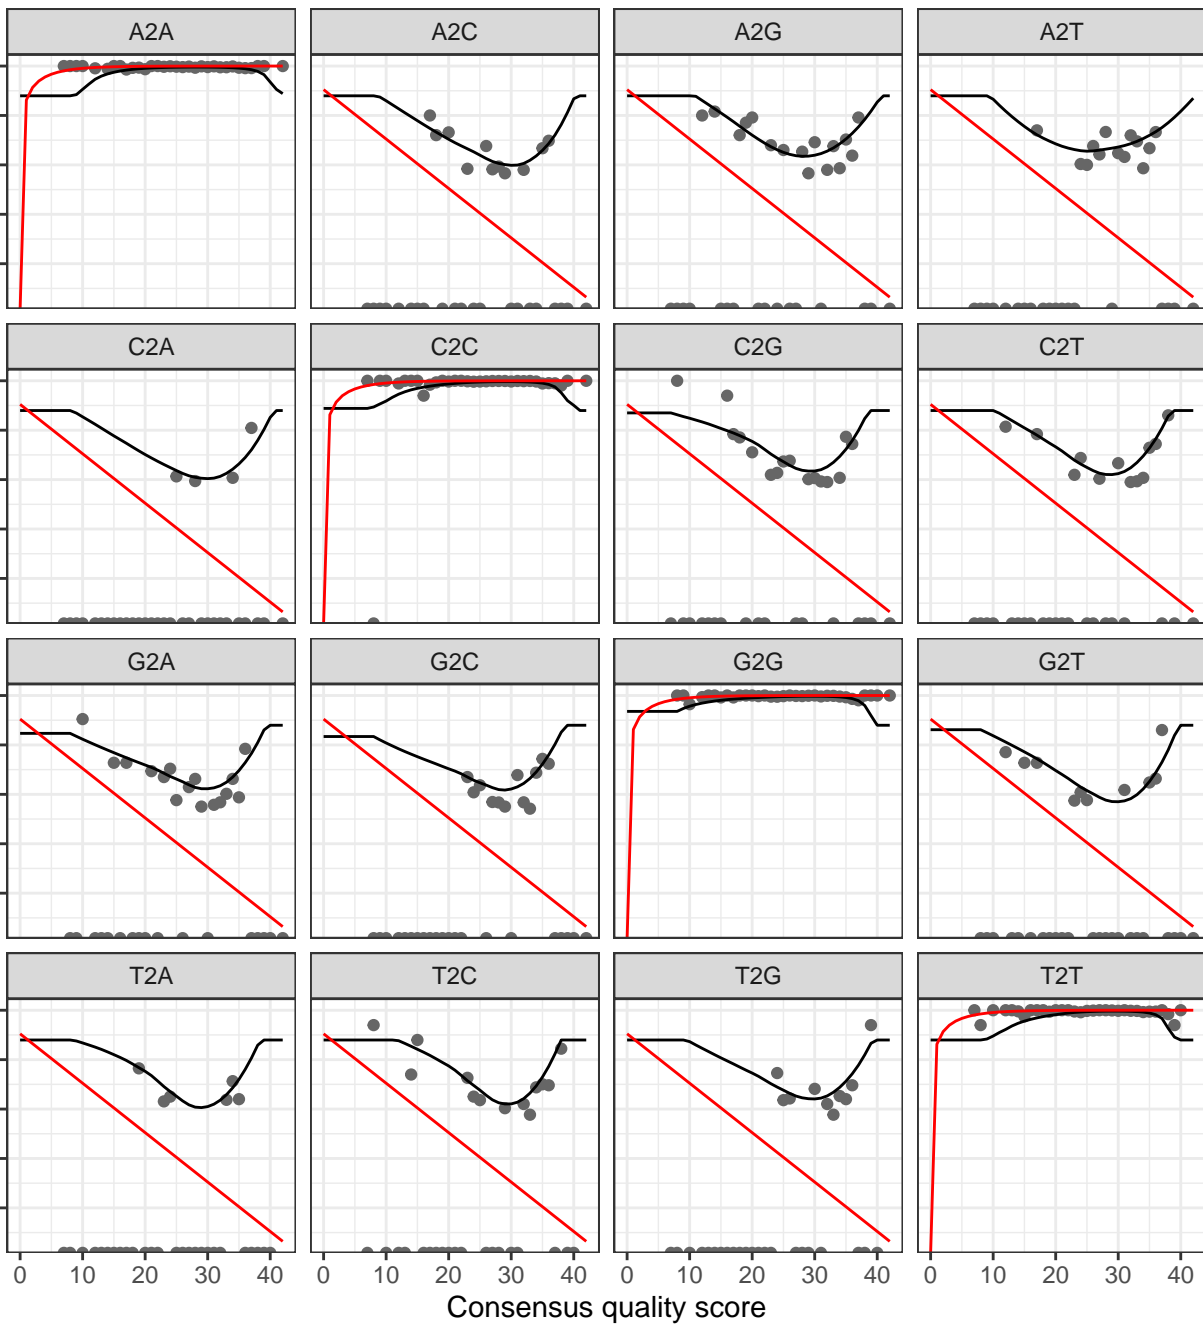 A2A A2C A2G A2T
C2A C2C C2G C2T
G2A G2C G2G G2T
T2A T2C T2G T2T
0 10 20 30 40 0 10 20 30 40 0 10 20 30 40 0 10 20 30 40
Consensus quality score